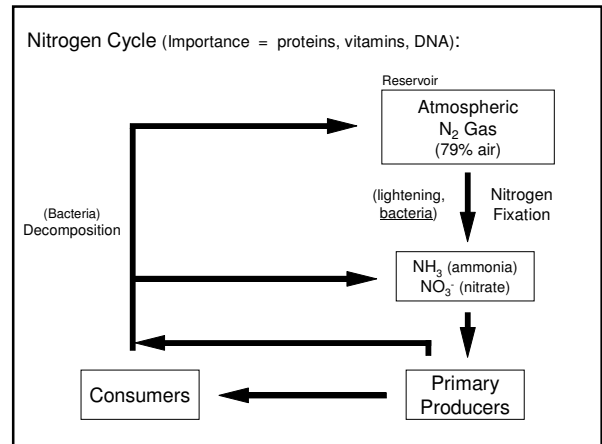 Nitrogen Cycle (Importance = proteins, vitamins, DNA):
Reservoir
Atmospheric
N₂ Gas
(79% air)
(lightening,
bacteria)
Nitrogen
Fixation
(Bacteria)
Decomposition
NH₃ (ammonia)
NO₃⁻ (nitrate)
Consumers
Primary
Producers